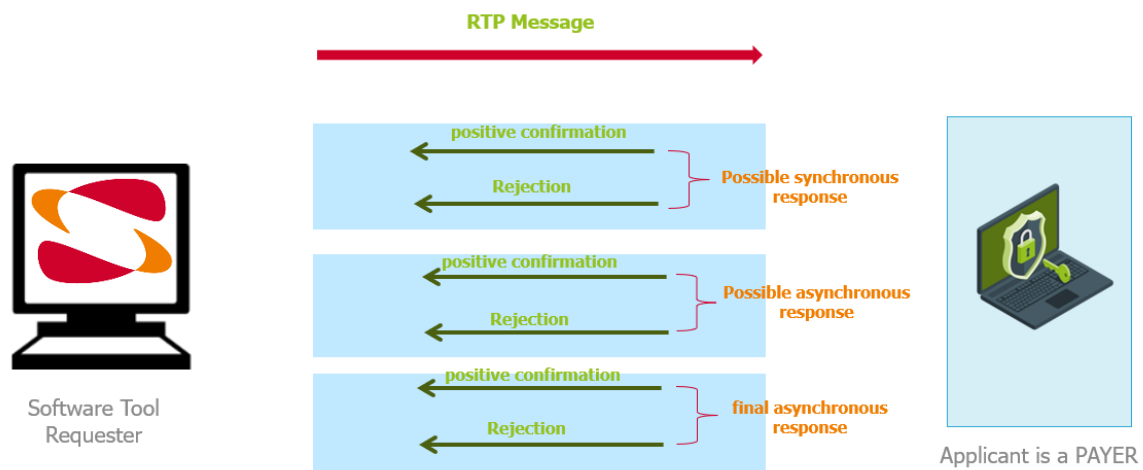 RTP Message
positive confirmation
Rejection
Possible synchronous
response
positive confirmation
Rejection
Possible asynchronous
response
positive confirmation
Rejection
final asynchronous
response
Software Tool
Requester
Applicant is a PAYER